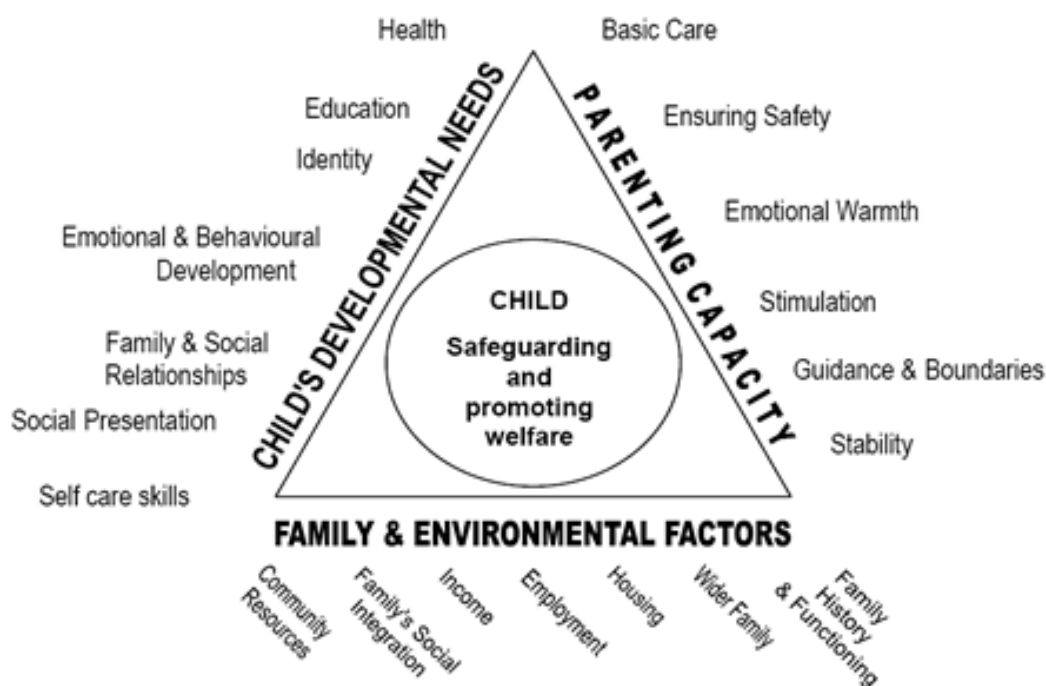 Health
Education
Identity
Emotional & Behavioural
Development
Family & Social
Relationships
Social Presentation
Self care skills
CHILD'S DEVELOPMENTAL NEEDS
Basic Care
Ensuring Safety
Emotional Warmth
Stimulation
Guidance & Boundaries
Stability
PARENTING CAPACITY
CHILD
Safeguarding
and
promoting
welfare
FAMILY & ENVIRONMENTAL FACTORS
Community
Resources
Family's Social
Integration
Income
Employment
Housing
Wider Family
Family
History
& Functioning